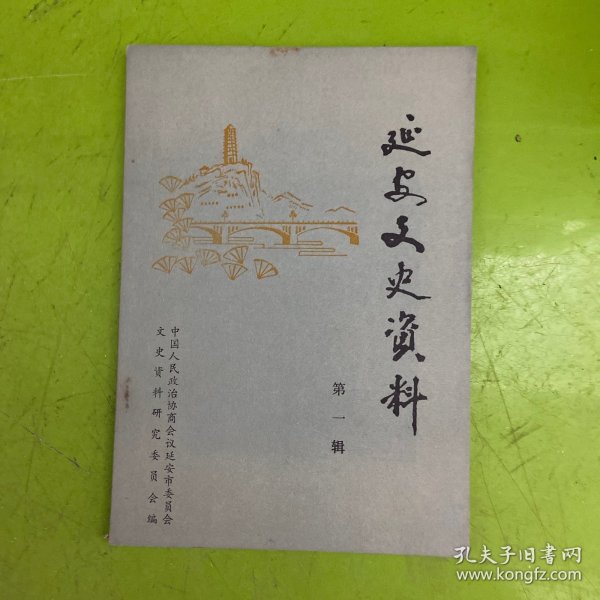 延安文史資料
第一辑
中国人民政治协商会议延安市委员会
文史资料研究委员会编
孔夫子旧書网
www.kongfz.com